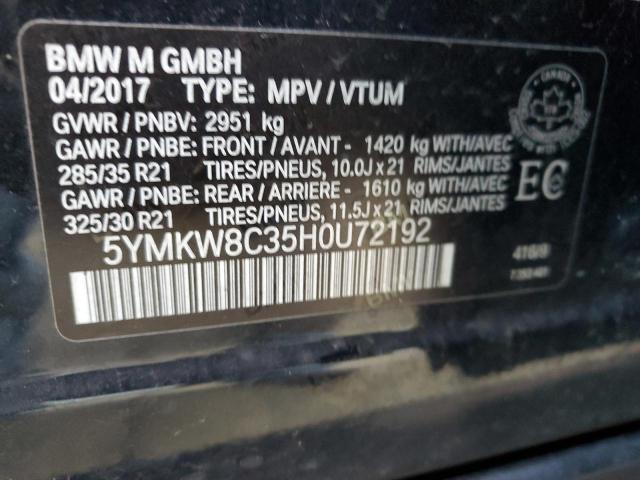 BMW M GMBH
04/2017 TYPE: MPV / VTUM
GVWR / PNBV: 2951 kg
GAWR / PNBE: FRONT / AVANT - 1420 kg WITH/AVEC
285/35 R21 TIRES/PNEUS, 10.0J x 21 RIMS/JANTES
GAWR / PNBE: REAR / ARRIERE - 1610 kg WITH/AVEC
325/30 R21 TIRES/PNEUS, 11.5J x 21 RIMS/JANTES
EC
5YMKW8C35H0U72192